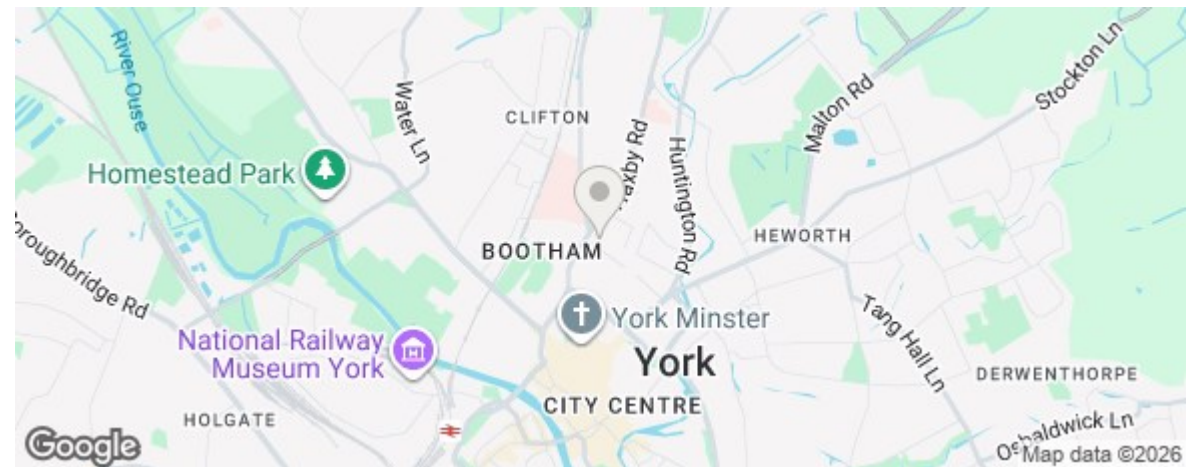 River Ouse
Water Ln
CLIFTON
Haxby Rd
Huntington Rd
Malton Rd
Stockton Ln
Homestead Park
Boroughbridge Rd
BOOTHAM
HEWORTH
York Minster
National Railway
Museum York
York
Tang Hall Ln
DERWENTHORPE
CITY CENTRE
HOLGATE
Osbaldwick Ln
Google
Map data ©2026